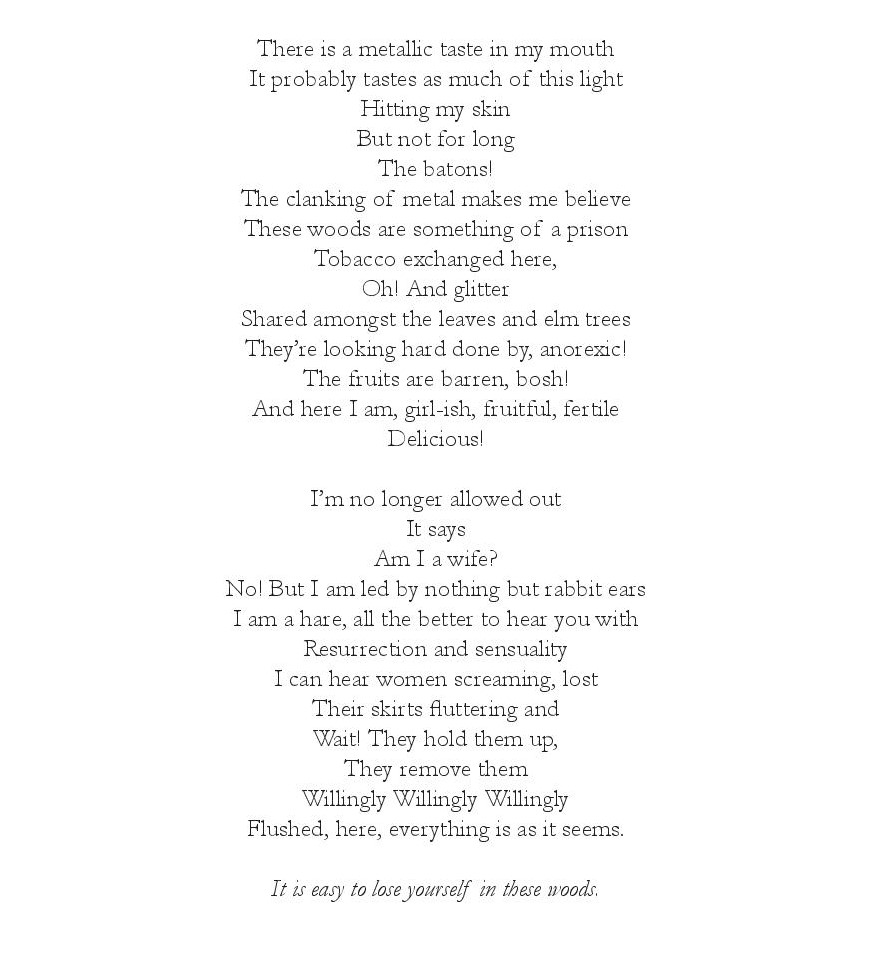 There is a metallic taste in my mouth
It probably tastes as much of this light
Hitting my skin
But not for long
The batons!
The clanking of metal makes me believe
These woods are something of a prison
Tobacco exchanged here,
Oh! And glitter
Shared amongst the leaves and elm trees
They’re looking hard done by, anorexic!
The fruits are barren, bosh!
And here I am, girl-ish, fruitful, fertile
Delicious!
I’m no longer allowed out
It says
Am I a wife?
No! But I am led by nothing but rabbit ears
I am a hare, all the better to hear you with
Resurrection and sensuality
I can hear women screaming, lost
Their skirts fluttering and
Wait! They hold them up,
They remove them
Willingly Willingly Willingly
Flushed, here, everything is as it seems.
It is easy to lose yourself in these woods.